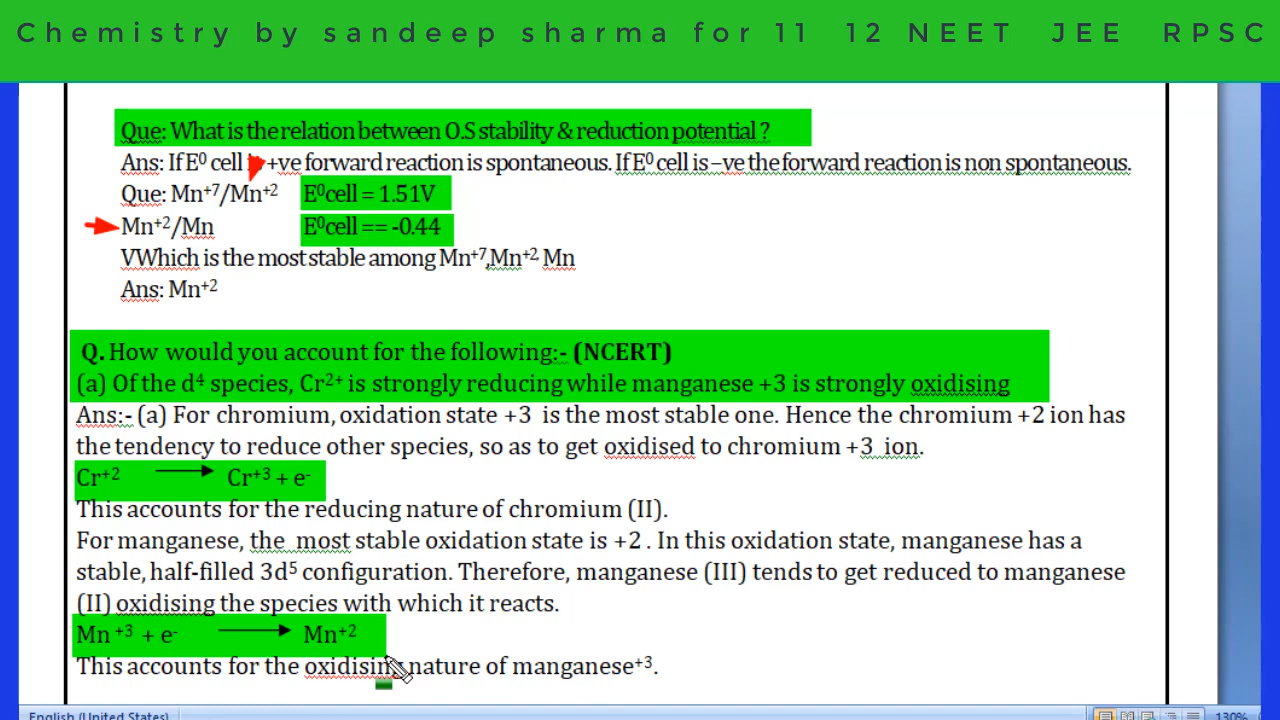 Chemistry by sandeep sharma for 11 12 NEET JEE RPSC
Que: What is the relation between O.S stability & reduction potential ?
Ans: If E⁰ cell +ve forward reaction is spontaneous. If E⁰ cell is –ve the forward reaction is non spontaneous.
Que: Mn⁺⁷/Mn⁺² E⁰cell = 1.51V
Mn⁺²/Mn E⁰cell == -0.44
VWhich is the most stable among Mn⁺⁷,Mn⁺² Mn
Ans: Mn⁺²
Q. How would you account for the following:- (NCERT)
(a) Of the d⁴ species, Cr²⁺ is strongly reducing while manganese +3 is strongly oxidising
Ans:- (a) For chromium, oxidation state +3 is the most stable one. Hence the chromium +2 ion has
the tendency to reduce other species, so as to get oxidised to chromium +3 ion.
Cr⁺² → Cr⁺³ + e⁻
This accounts for the reducing nature of chromium (II).
For manganese, the most stable oxidation state is +2 . In this oxidation state, manganese has a
stable, half-filled 3d⁵ configuration. Therefore, manganese (III) tends to get reduced to manganese
(II) oxidising the species with which it reacts.
Mn ⁺³ + e⁻ → Mn⁺²
This accounts for the oxidising nature of manganese⁺³.
English (United States) 130%